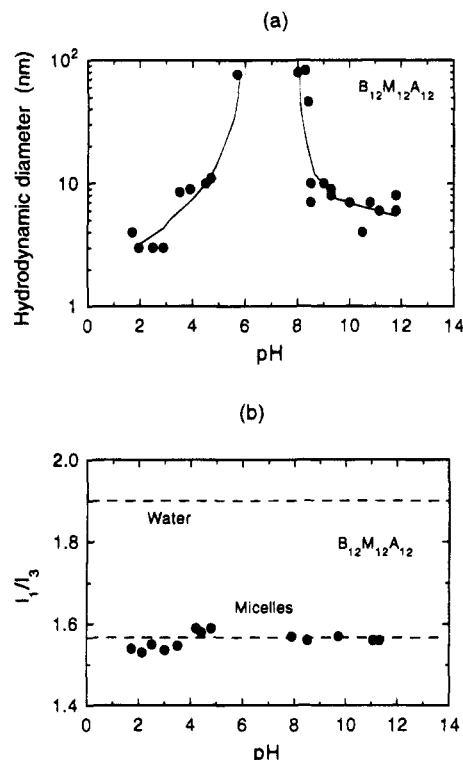 (a)
Hydrodynamic diameter (nm)
10²
10
1
B₁₂M₁₂A₁₂
0 2 4 6 8 10 12 14
pH
(b)
I₁/I₃
2.0
1.8
1.6
1.4
Water
B₁₂M₁₂A₁₂
Micelles
0 2 4 6 8 10 12 14
pH